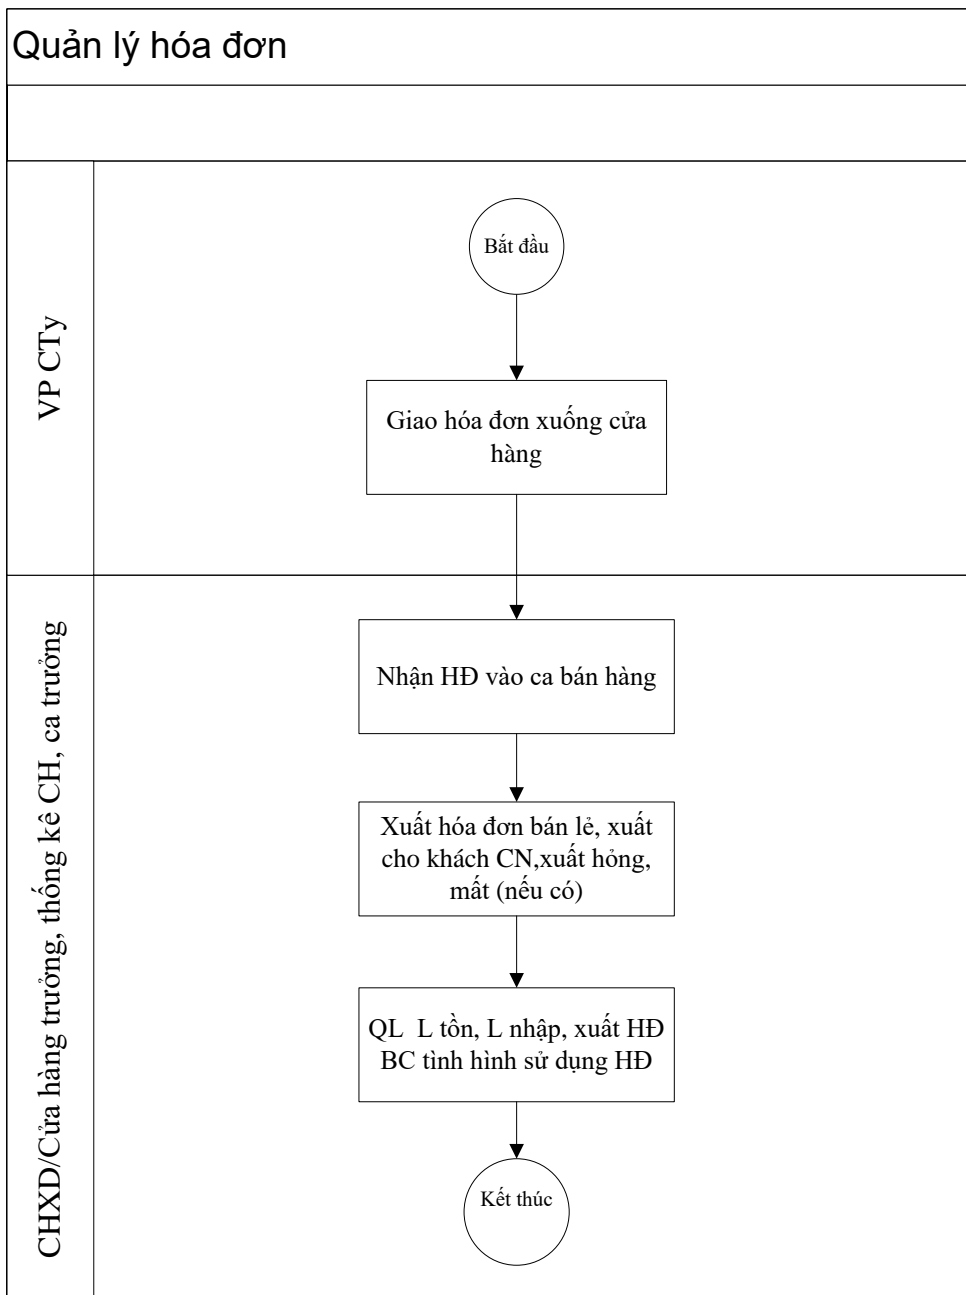 Quản lý hóa đơn
VP CTy
Bắt đầu
Giao hóa đơn xuống cửa
hàng
CHXD/Cửa hàng trưởng, thống kê CH, ca trưởng
Nhận HĐ vào ca bán hàng
Xuất hóa đơn bán lẻ, xuất
cho khách CN,xuất hỏng,
mất (nếu có)
QL L tồn, L nhập, xuất HĐ
BC tình hình sử dụng HĐ
Kết thúc